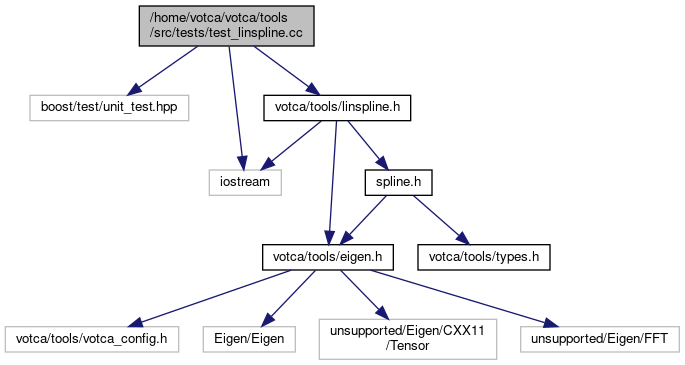 /home/votca/votca/tools
/src/tests/test_linspline.cc
boost/test/unit_test.hpp
votca/tools/linspline.h
iostream
spline.h
votca/tools/eigen.h
votca/tools/types.h
votca/tools/votca_config.h
Eigen/Eigen
unsupported/Eigen/CXX11
/Tensor
unsupported/Eigen/FFT